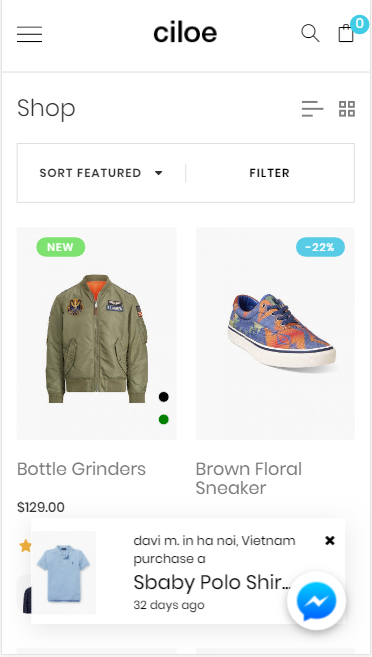 ciloe
0
Shop
SORT FEATURED
FILTER
NEW
-22%
Bottle Grinders
Brown Floral
Sneaker
$129.00
davi m. in ha noi, Vietnam
purchase a
Sbaby Polo Shir...
32 days ago